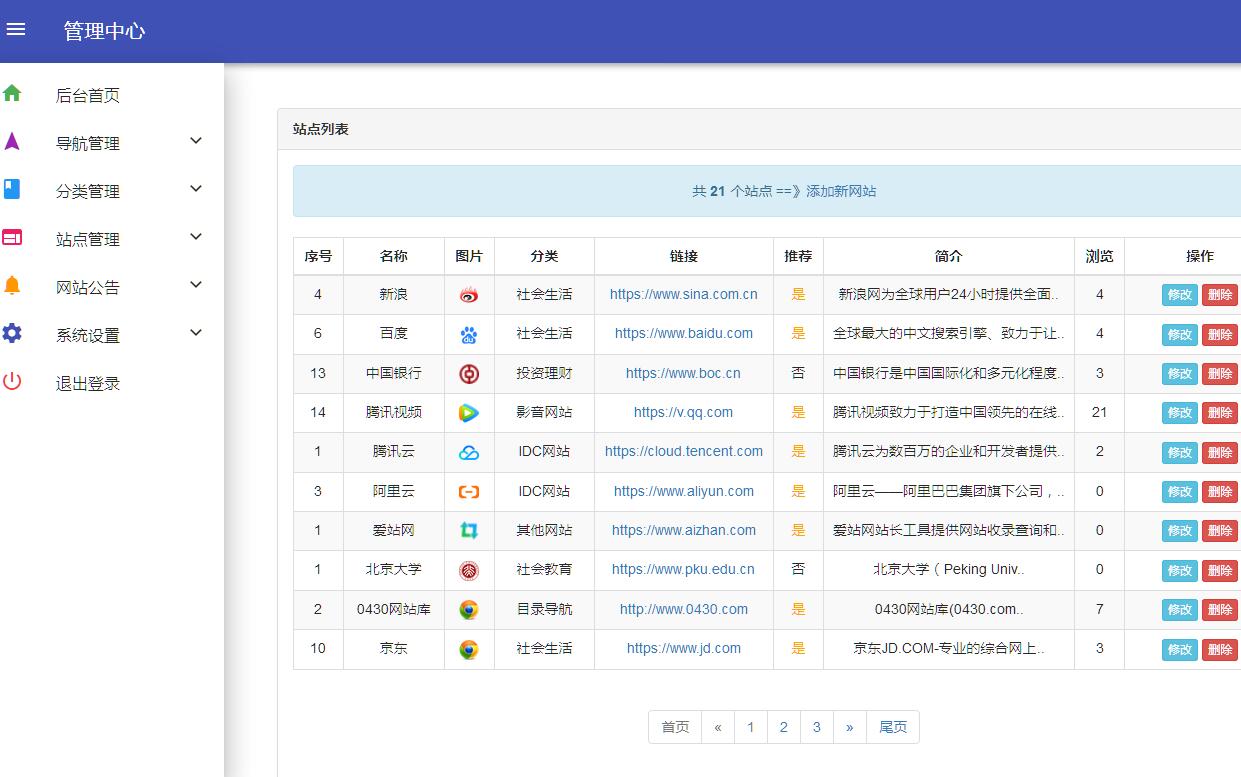 管理中心
后台首页
导航管理
分类管理
站点管理
网站公告
系统设置
退出登录
站点列表
共 21 个站点 ==》添加新网站
序号 名称 图片 分类 链接 推荐 简介 浏览 操作
4 新浪 社会生活 https://www.sina.com.cn 是 新浪网为全球用户24小时提供全面.. 4 修改 删除
6 百度 du 社会生活 https://www.baidu.com 是 全球最大的中文搜索引擎、致力于让.. 4 修改 删除
13 中国银行 投资理财 https://www.boc.cn 否 中国银行是中国国际化和多元化程度.. 3 修改 删除
14 腾讯视频 影音网站 https://v.qq.com 是 腾讯视频致力于打造中国领先的在线.. 21 修改 删除
1 腾讯云 IDC网站 https://cloud.tencent.com 是 腾讯云为数百万的企业和开发者提供.. 2 修改 删除
3 阿里云 IDC网站 https://www.aliyun.com 是 阿里云——阿里巴巴集团旗下公司，.. 0 修改 删除
1 爱站网 其他网站 https://www.aizhan.com 是 爱站网站长工具提供网站收录查询和.. 0 修改 删除
1 北京大学 社会教育 https://www.pku.edu.cn 否 北京大学（Peking Univ.. 0 修改 删除
2 0430网站库 目录导航 http://www.0430.com 是 0430网站库(0430.com.. 7 修改 删除
10 京东 社会生活 https://www.jd.com 是 京东JD.COM-专业的综合网上.. 3 修改 删除
首页 « 1 2 3 » 尾页